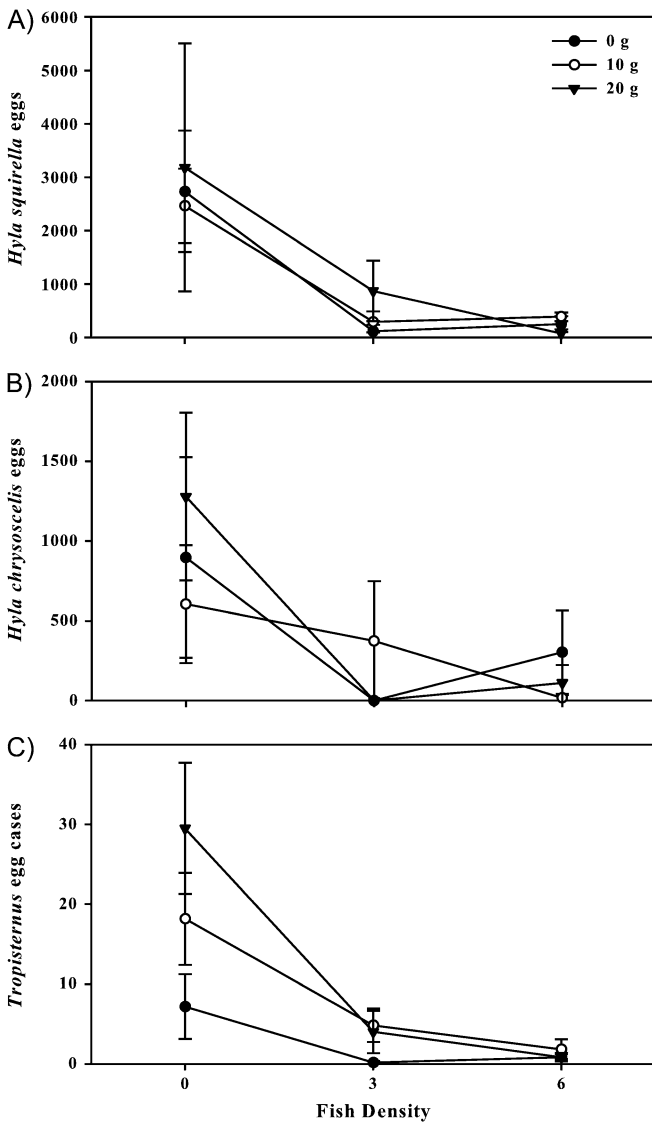 A)
6000
5000
4000
3000
2000
1000
0
Hyla squirella eggs
0 g
10 g
20 g
B)
2000
1500
1000
500
0
Hyla chrysoscelis eggs
C)
40
30
20
10
0
Tropisternus egg cases
0 3 6
Fish Density